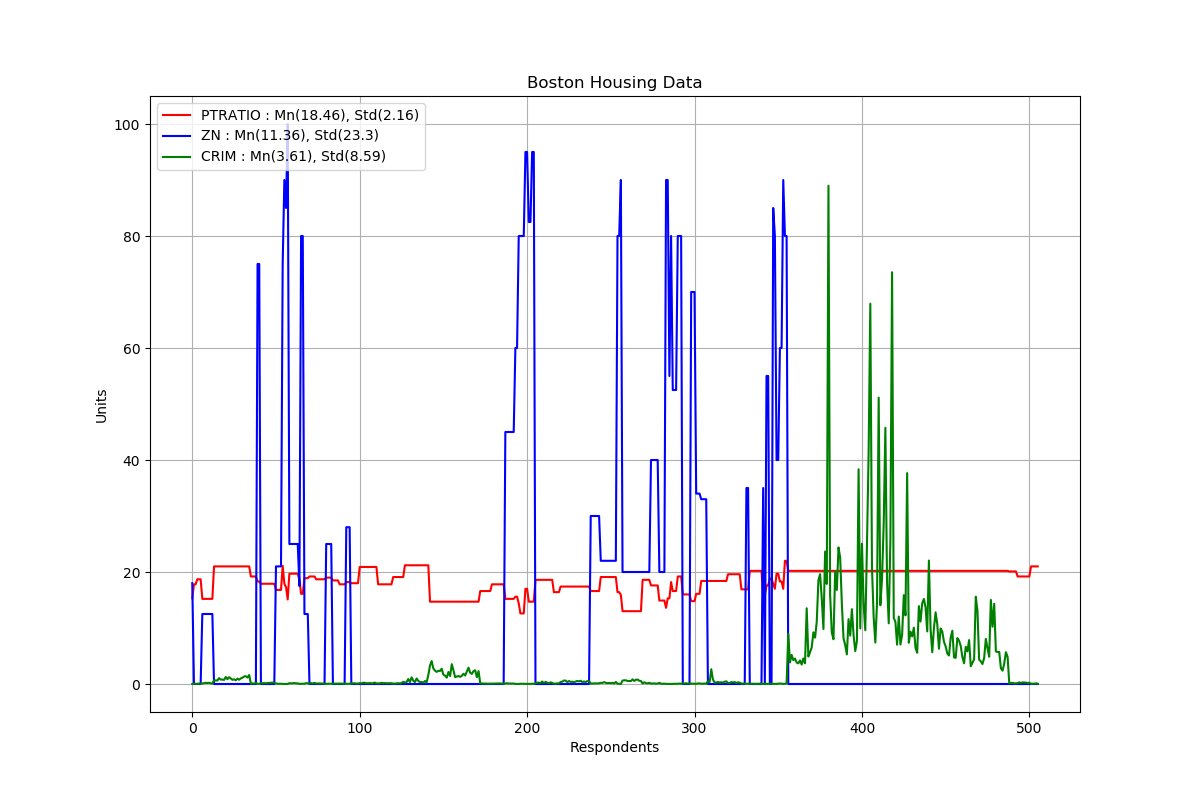 Boston Housing Data
PTRATIO : Mn(18.46), Std(2.16)
ZN : Mn(11.36), Std(23.3)
CRIM : Mn(3.61), Std(8.59)
100
80
60
40
20
0
Units
0 100 200 300 400 500
Respondents